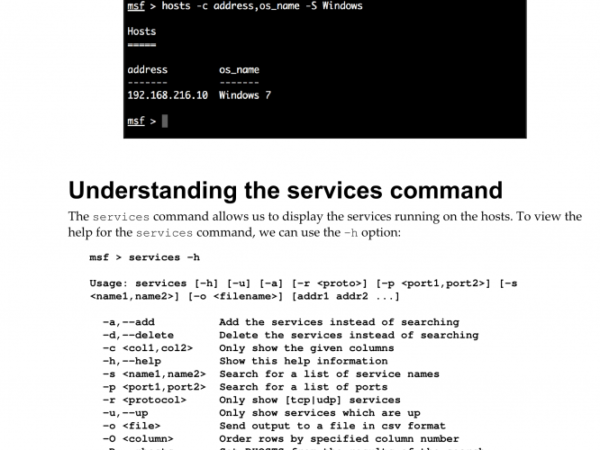 msf > hosts -c address,os_name -S Windows
Hosts
=====
address        os_name
-------        -------
192.168.216.10  Windows 7
msf >
Understanding the services command
The services command allows us to display the services running on the hosts. To view the
help for the services command, we can use the -h option:
msf > services -h
Usage: services [-h] [-u] [-a] [-r <proto>] [-p <port1,port2>] [-s
<name1,name2>] [-o <filename>] [addr1 addr2 ...]
-a,--add          Add the services instead of searching
-d,--delete       Delete the services instead of searching
-c <col1,col2>    Only show the given columns
-h,--help         Show this help information
-s <name1,name2>  Search for a list of service names
-p <port1,port2>  Search for a list of ports
-r <protocol>     Only show [tcp|udp] services
-u,--up           Only show services which are up
-o <file>         Send output to a file in csv format
-O <column>       Order rows by specified column number